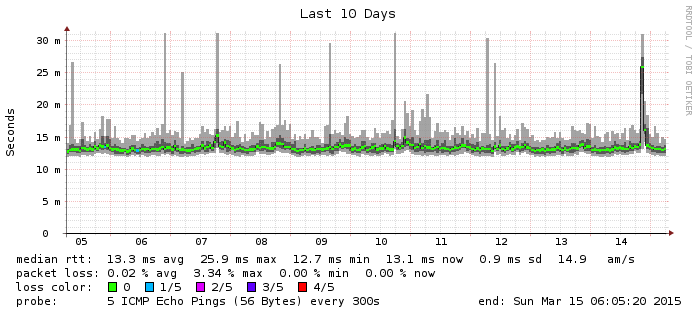 Last 10 Days
RRDTOOL / TOBI OETIKER
Seconds
30 m
25 m
20 m
15 m
10 m
5 m
0
05 06 07 08 09 10 11 12 13 14
median rtt: 13.3 ms avg 25.9 ms max 12.7 ms min 13.1 ms now 0.9 ms sd 14.9 am/s
packet loss: 0.02 % avg 3.34 % max 0.00 % min 0.00 % now
loss color: 0 1/5 2/5 3/5 4/5
probe: 5 ICMP Echo Pings (56 Bytes) every 300s end: Sun Mar 15 06:05:20 2015